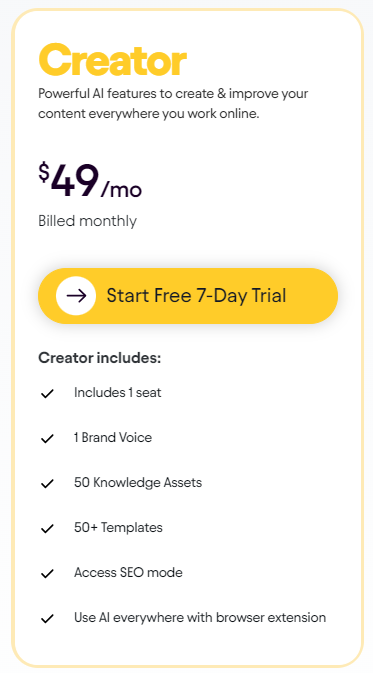 Creator
Powerful AI features to create & improve your
content everywhere you work online.
$49/mo
Billed monthly
Start Free 7-Day Trial
Creator includes:
Includes 1 seat
1 Brand Voice
50 Knowledge Assets
50+ Templates
Access SEO mode
Use AI everywhere with browser extension